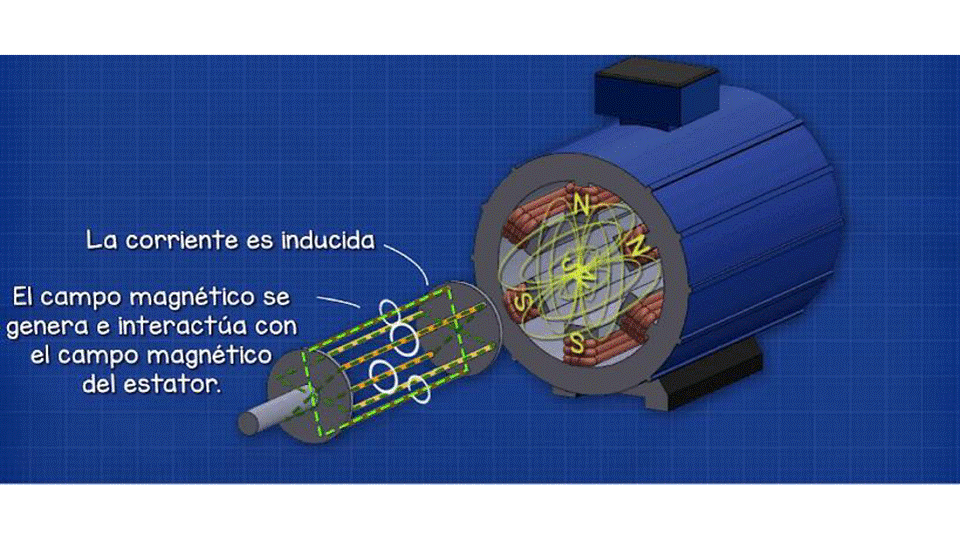 La corriente es inducida
El campo magnético se
genera e interactúa con
el campo magnético
del estator.
N
N
S
S